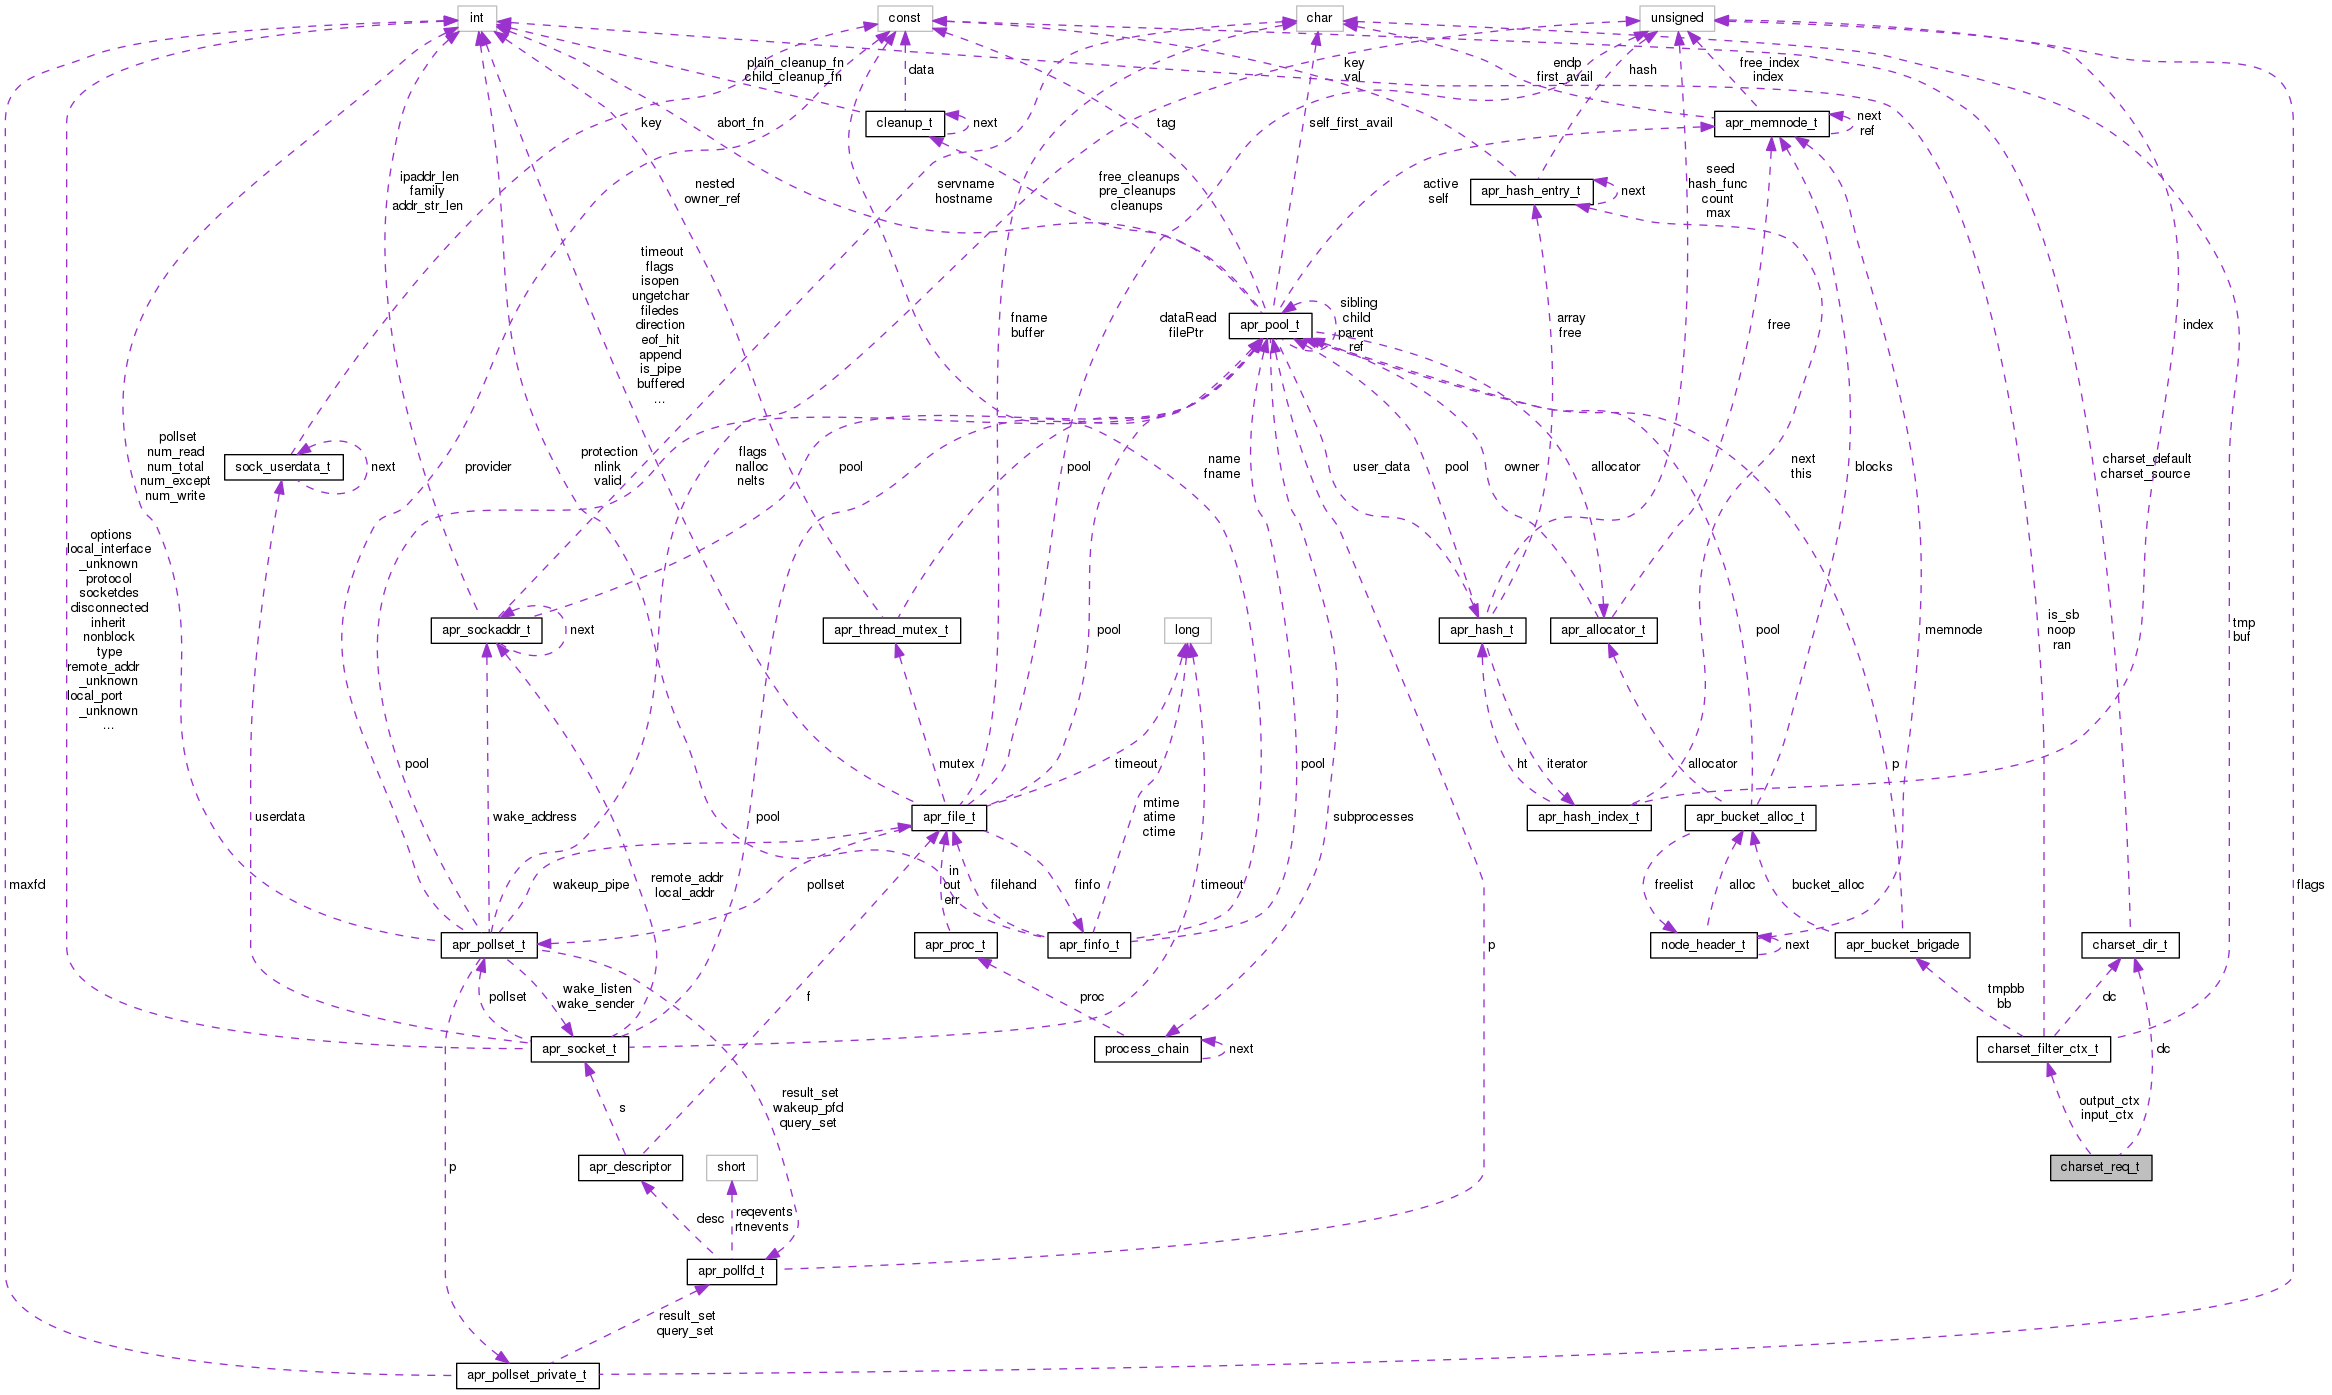 int
const
char
unsigned
plain_cleanup_fn
child_cleanup_fn
data
key
val
endp
first_avail
hash
free_index
index
cleanup_t
next
apr_memnode_t
next
ref
key
abort_fn
tag
self_first_avail
ipaddr_len
family
addr_str_len
nested
owner_ref
servname
hostname
free_cleanups
pre_cleanups
cleanups
active
self
apr_hash_entry_t
next
seed
hash_func
count
max
timeout
flags
isopen
ungetchar
filedes
direction
eof_hit
append
is_pipe
buffered
...
fname
buffer
dataRead
filePtr
apr_pool_t
sibling
child
parent
ref
array
free
free
index
pollset
num_read
num_total
num_except
num_write
sock_userdata_t
next
provider
protection
nlink
valid
flags
nalloc
nelts
pool
pool
name
fname
user_data
pool
owner
allocator
next
this
blocks
charset_default
charset_source
options
local_interface
_unknown
protocol
socketdes
disconnected
inherit
nonblock
type
remote_addr
_unknown
local_port
_unknown
...
apr_sockaddr_t
next
apr_thread_mutex_t
pool
long
apr_hash_t
apr_allocator_t
pool
memnode
is_sb
noop
ran
tmp
buf
pool
mutex
timeout
pool
ht
iterator
allocator
p
userdata
wake_address
pool
apr_file_t
mtime
atime
ctime
subprocesses
apr_hash_index_t
apr_bucket_alloc_t
maxfd
wakeup_pipe
remote_addr
local_addr
pollset
in
out
err
filehand
finfo
timeout
freelist
alloc
bucket_alloc
flags
apr_pollset_t
apr_proc_t
apr_finfo_t
p
node_header_t
next
apr_bucket_brigade
charset_dir_t
pollset
wake_listen
wake_sender
f
proc
tmpbb
bb
dc
apr_socket_t
process_chain
next
charset_filter_ctx_t
dc
s
result_set
wakeup_pfd
query_set
output_ctx
input_ctx
p
apr_descriptor
short
charset_req_t
desc
reqevents
rtnevents
apr_pollfd_t
result_set
query_set
apr_pollset_private_t